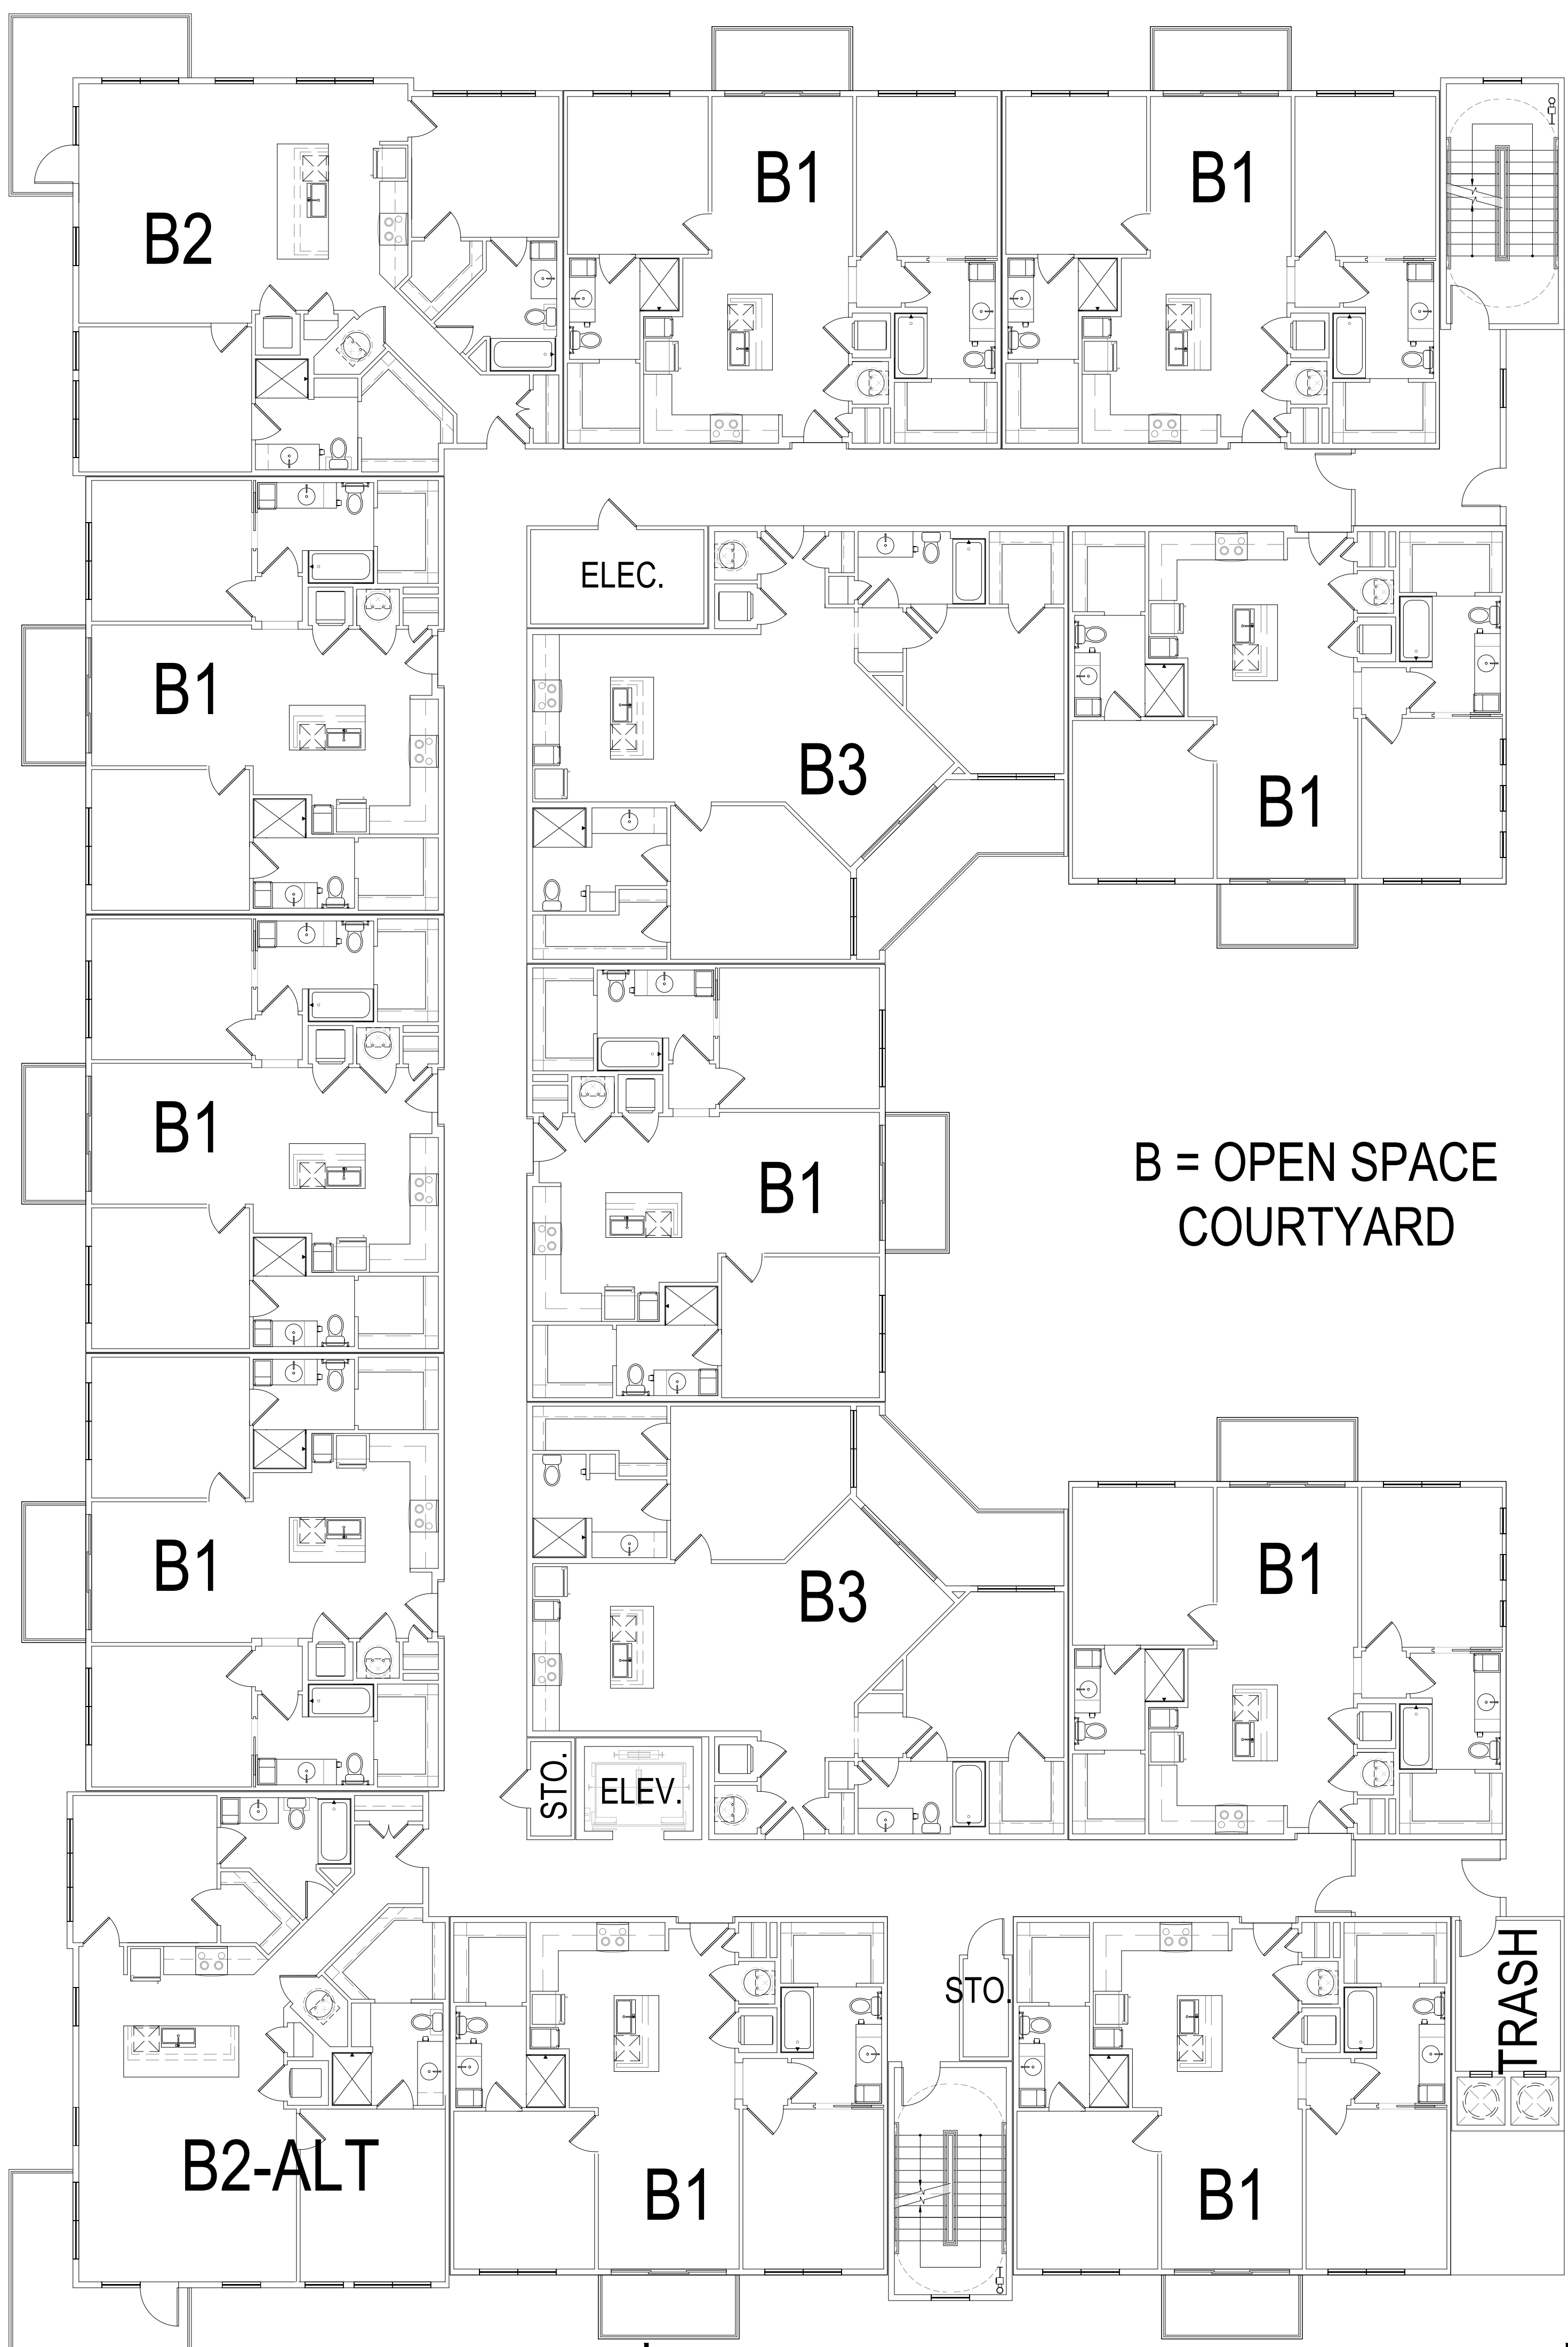 B1
B1
B2
ELEC.
B1
B3
B1
B1
B = OPEN SPACE
COURTYARD
B1
B1
B1
B3
STO.
ELEV.
STO.
TRASH
B2-ALT
B1
B1